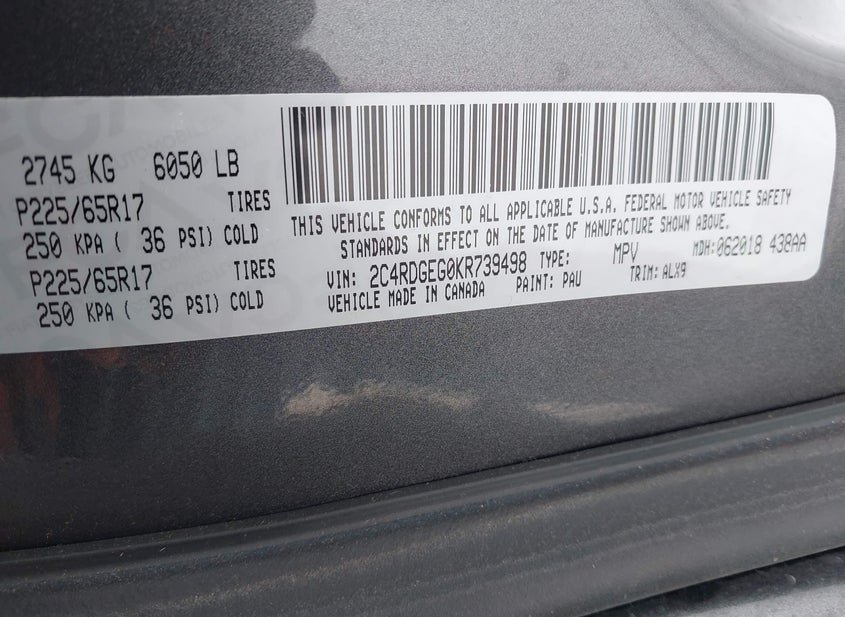 2745 KG 6050 LB
P225/65R17 TIRES
250 KPA ( 36 PSI) COLD
P225/65R17 TIRES
250 KPA ( 36 PSI) COLD
THIS VEHICLE CONFORMS TO ALL APPLICABLE U.S.A. FEDERAL MOTOR VEHICLE SAFETY
STANDARDS IN EFFECT ON THE DATE OF MANUFACTURE SHOWN ABOVE.
VIN: 2C4RDGEG0KR739498 TYPE: MPV MDH: 062018 438AA
VEHICLE MADE IN CANADA PAINT: PAU TRIM: ALX9